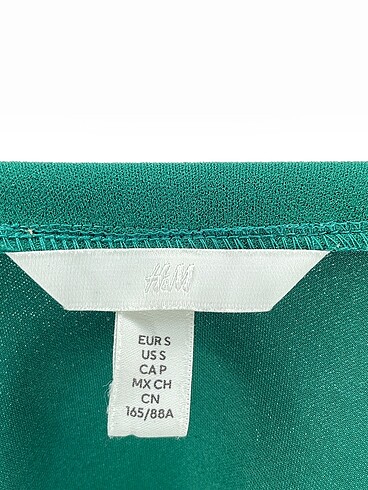 H&M
EUR S
US S
CA P
MX CH
CN
165/88A